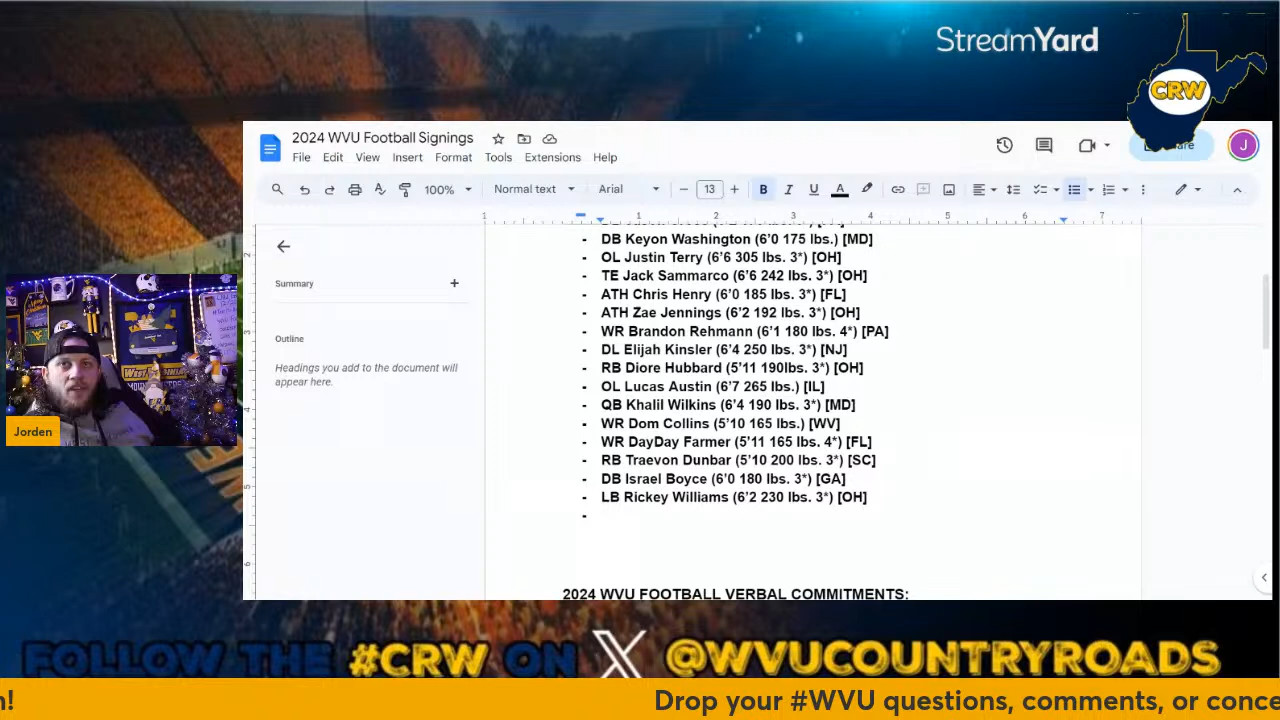 StreamYard
CRW
2024 WVU Football Signings
File Edit View Insert Format Tools Extensions Help
J
100% Normal text Arial 13 B I U A
1 1 2 3 4 5 6 7
Summary
Outline
Headings you add to the document will
appear here.
- DB Keyon Washington (6'0 175 lbs.) [MD]
- OL Justin Terry (6'6 305 lbs. 3*) [OH]
- TE Jack Sammarco (6'6 242 lbs. 3*) [OH]
- ATH Chris Henry (6'0 185 lbs. 3*) [FL]
- ATH Zae Jennings (6'2 192 lbs. 3*) [OH]
- WR Brandon Rehmann (6'1 180 lbs. 4*) [PA]
- DL Elijah Kinsler (6'4 250 lbs. 3*) [NJ]
- RB Diore Hubbard (5'11 190lbs. 3*) [OH]
- OL Lucas Austin (6'7 265 lbs.) [IL]
- QB Khalil Wilkins (6'4 190 lbs. 3*) [MD]
- WR Dom Collins (5'10 165 lbs.) [WV]
- WR DayDay Farmer (5'11 165 lbs. 4*) [FL]
- RB Traevon Dunbar (5'10 200 lbs. 3*) [SC]
- DB Israel Boyce (6'0 180 lbs. 3*) [GA]
- LB Rickey Williams (6'2 230 lbs. 3*) [OH]
-
2024 WVU FOOTBALL VERBAL COMMITMENTS:
Jorden
FOLLOW THE #CRW ON X @WVUCOUNTRYROADS
n! Drop your #WVU questions, comments, or conce